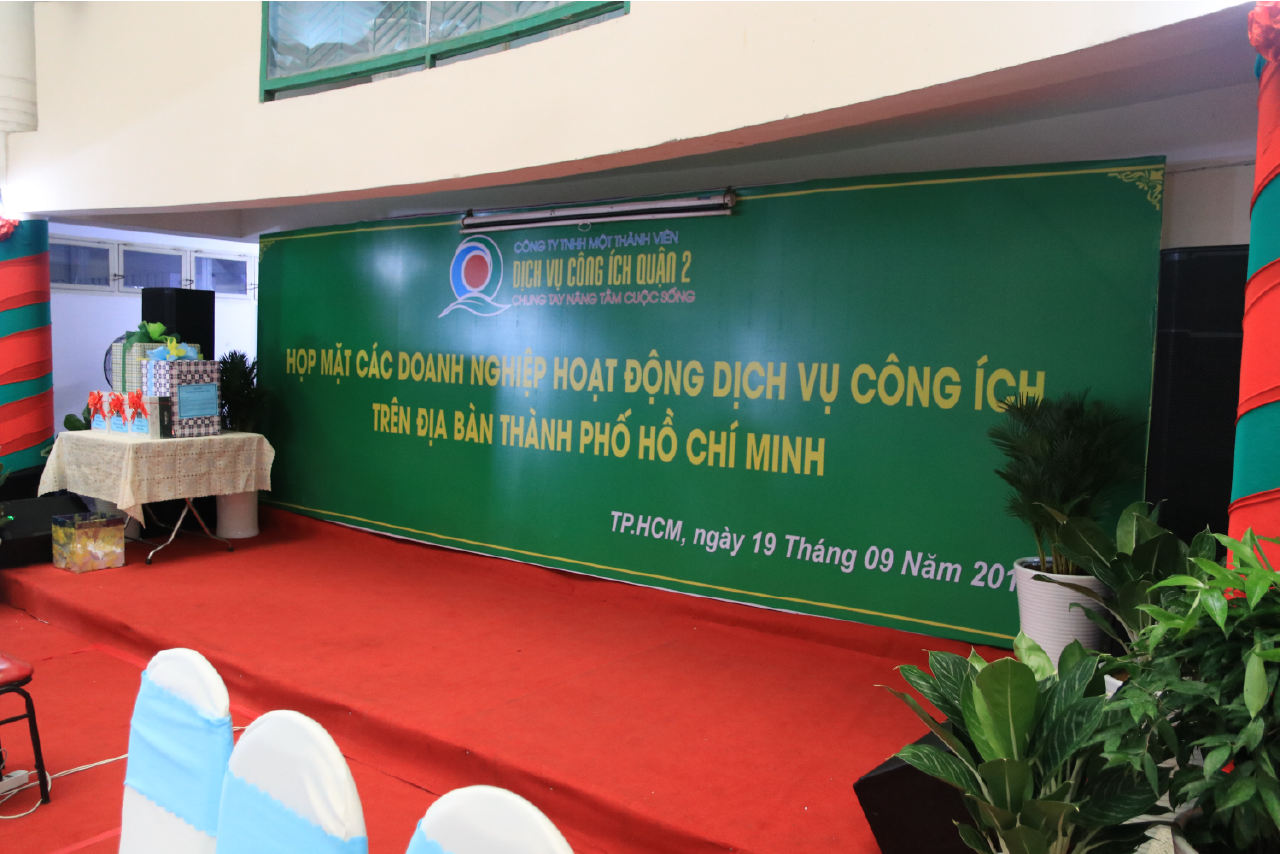 CÔNG TY TNHH MỘT THÀNH VIÊN
DỊCH VỤ CÔNG ÍCH QUẬN 2
CHUNG TAY NÂNG TẦM CUỘC SỐNG
HỌP MẶT CÁC DOANH NGHIỆP HOẠT ĐỘNG DỊCH VỤ CÔNG ÍCH
TRÊN ĐỊA BÀN THÀNH PHỐ HỒ CHÍ MINH
TP.HCM, ngày 19 Tháng 09 Năm